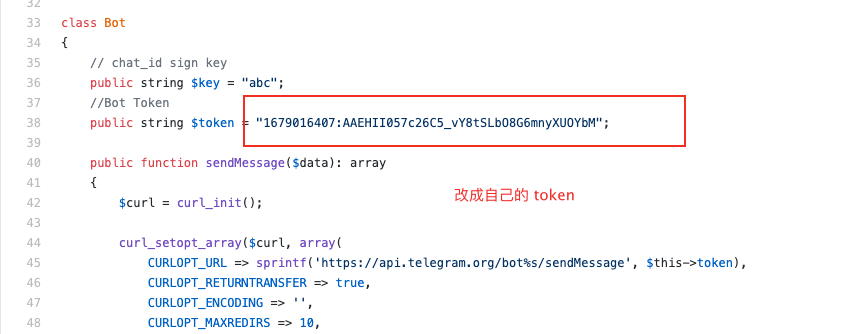 32
33 class Bot
34 {
35 // chat_id sign key
36 public string $key = "abc";
37 //Bot Token
38 public string $token = "1679016407:AAEHII057c26C5_vY8tSLbO8G6mnyXUOYbM";
39
40 public function sendMessage($data): array
41 {
改成自己的 token
42 $curl = curl_init();
43
44 curl_setopt_array($curl, array(
45 CURLOPT_URL => sprintf('https://api.telegram.org/bot%s/sendMessage', $this->token),
46 CURLOPT_RETURNTRANSFER => true,
47 CURLOPT_ENCODING => '',
48 CURLOPT_MAXREDIRS => 10,